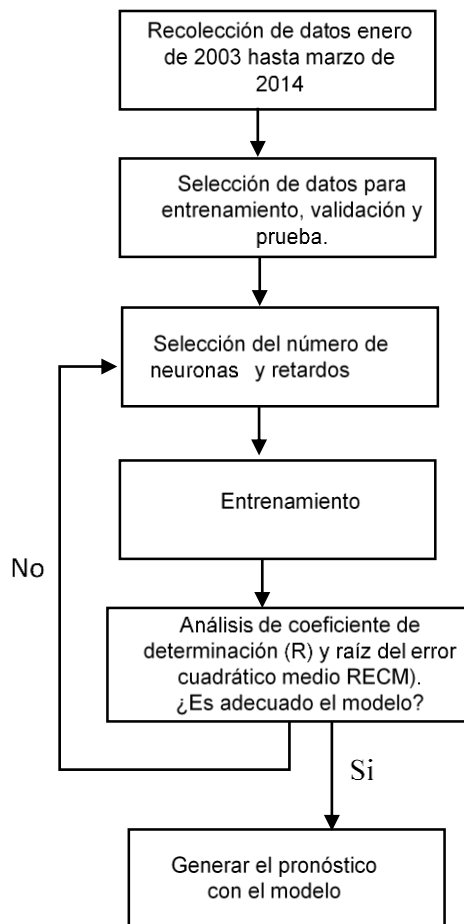 Recolección de datos enero
de 2003 hasta marzo de
2014
Selección de datos para
entrenamiento, validación y
prueba.
Selección del número de
neuronas y retardos
Entrenamiento
No
Análisis de coeficiente de
determinación (R) y raíz del error
cuadrático medio RECM).
¿Es adecuado el modelo?
Si
Generar el pronóstico
con el modelo